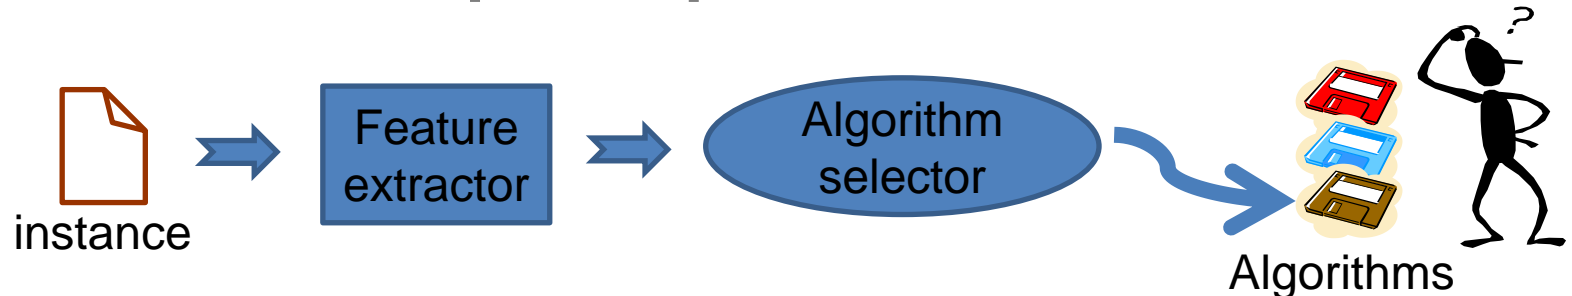 instance
Feature
extractor
Algorithm
selector
?
Algorithms